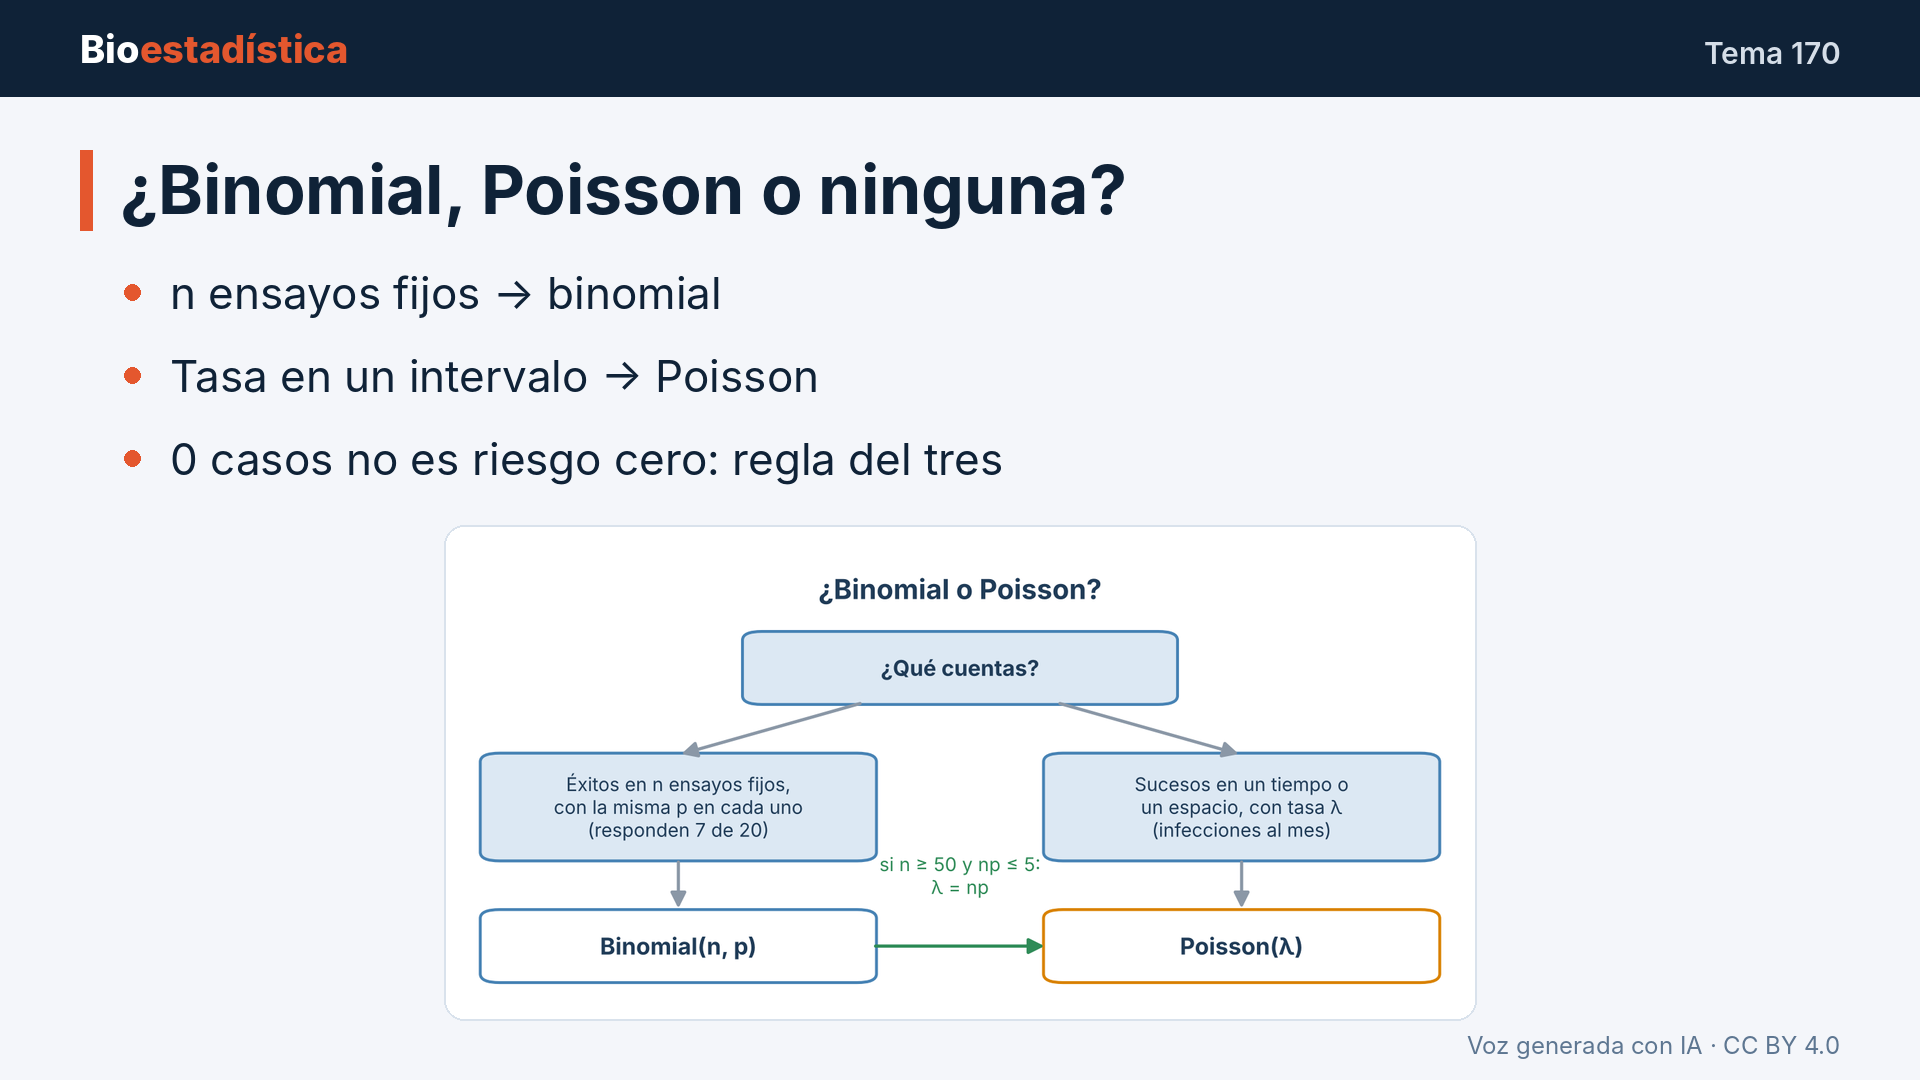 Bioestadística
Tema 170
¿Binomial, Poisson o ninguna?
n ensayos fijos → binomial
Tasa en un intervalo → Poisson
0 casos no es riesgo cero: regla del tres
¿Binomial o Poisson?
¿Qué cuentas?
Éxitos en n ensayos fijos,
con la misma p en cada uno
(responden 7 de 20)
Sucesos en un tiempo o
un espacio, con tasa λ
(infecciones al mes)
si n ≥ 50 y np ≤ 5:
λ = np
Binomial(n, p)
Poisson(λ)
Voz generada con IA · CC BY 4.0